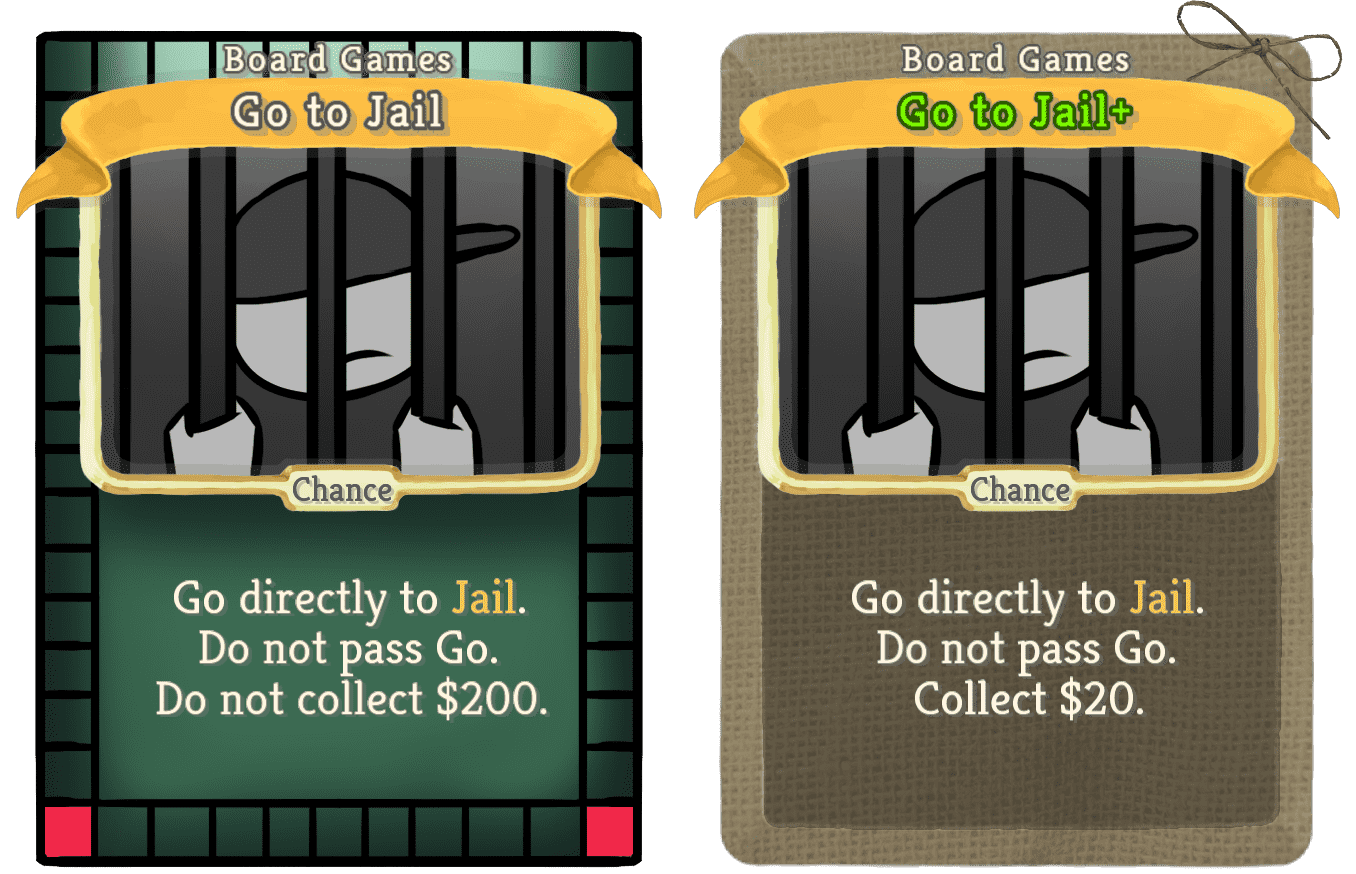 Board Games
Go to Jail
Chance
Go directly to Jail.
Do not pass Go.
Do not collect $200.
Board Games
Go to Jail+
Chance
Go directly to Jail.
Do not pass Go.
Collect $20.